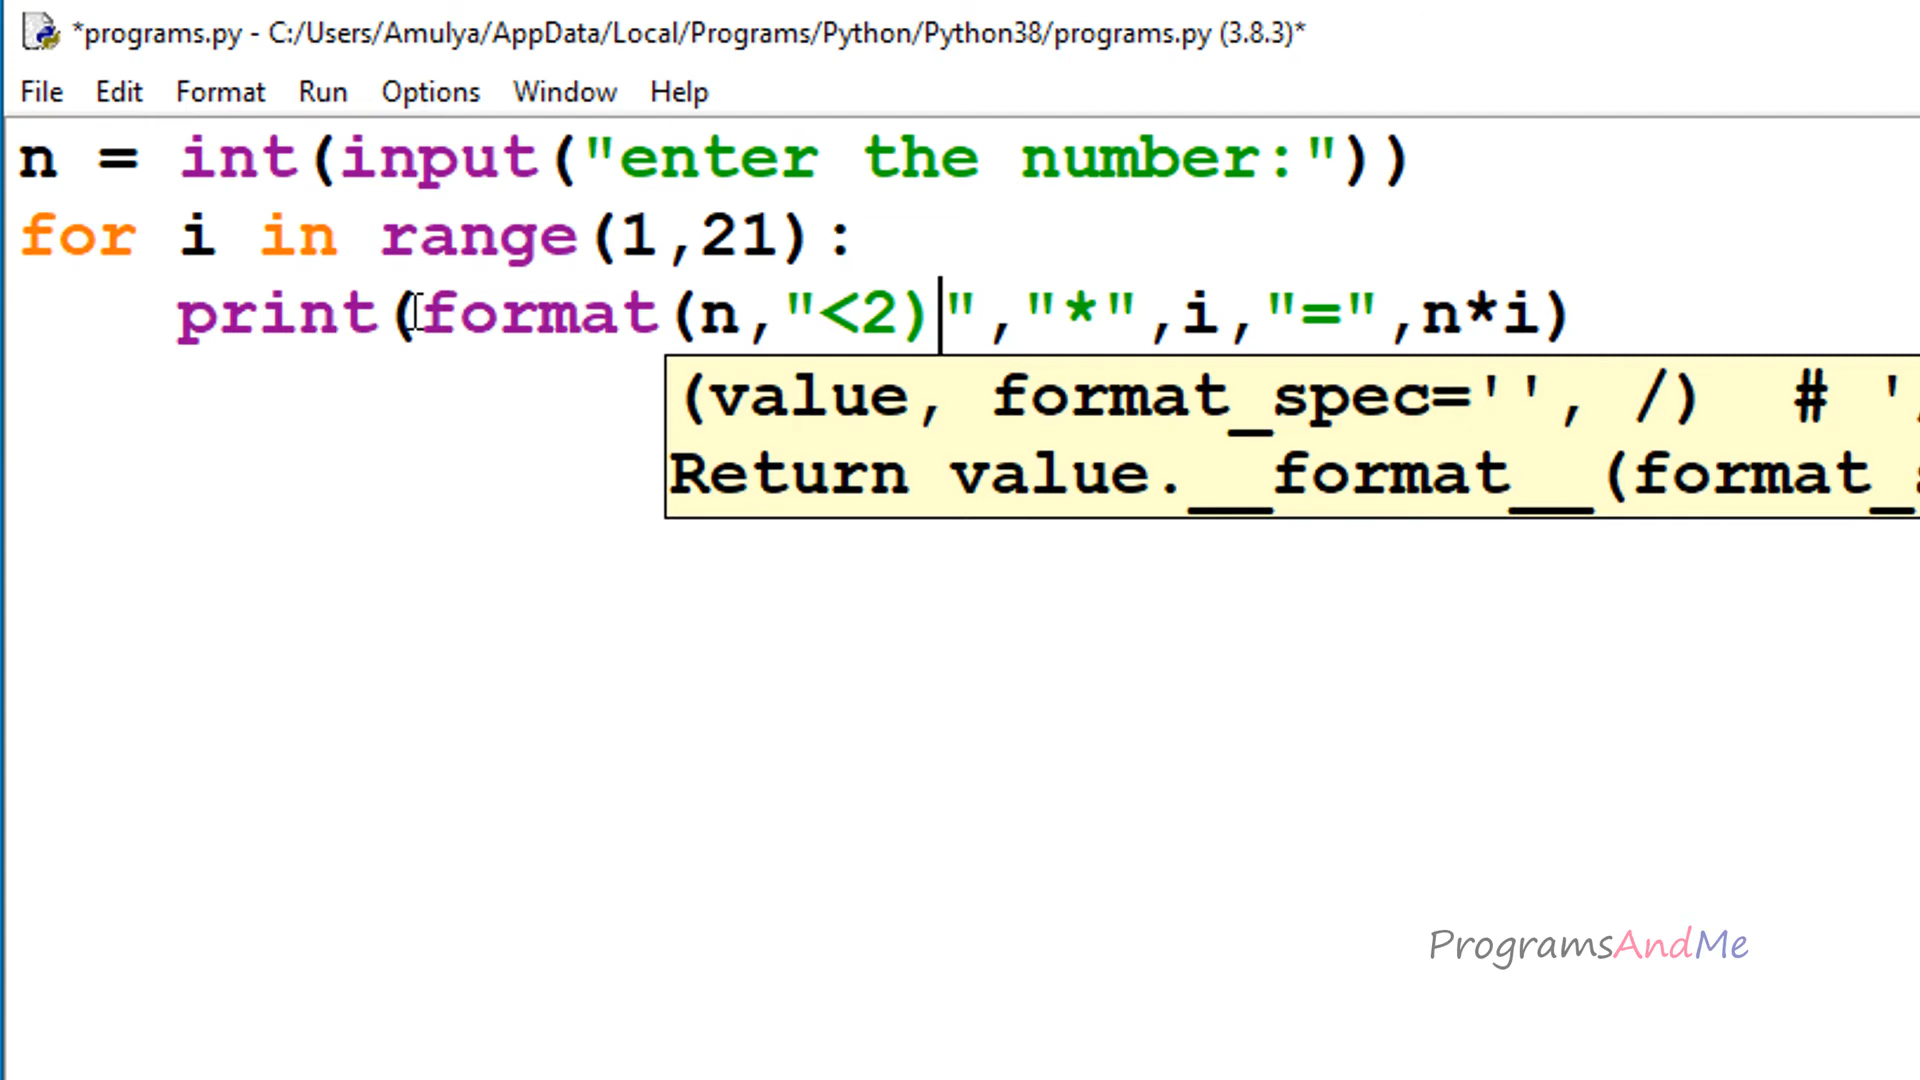 *programs.py - C:/Users/Amulya/AppData/Local/Programs/Python/Python38/programs.py (3.8.3)*
File Edit Format Run Options Window Help
n = int(input("enter the number:"))
for i in range(1,21):
    print(format(n,"<2)","*",i,"=",n*i)
(value, format_spec='', /)  # '
Return value.__format__(format_
ProgramsAndMe